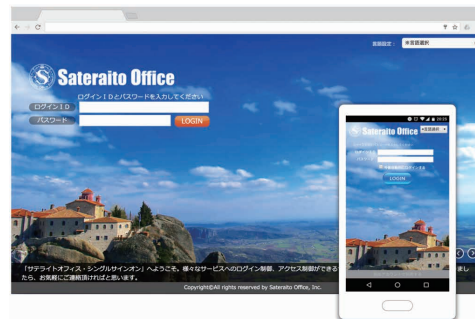 言語設定：
※言語選択
Sateraito Office
ログインＩＤとパスワードを入力してください
ログインＩＤ
パスワード
LOGIN
「サテライトオフィス・シングルサインオン」へようこそ。様々なサービスへのログイン制御、アクセス制御ができる
まし
たら、お気軽にご連絡頂ければと思います。
Copyright©All rights reserved by Sateraito Office, Inc.
Sateraito Office
※言語選択
LOGIN